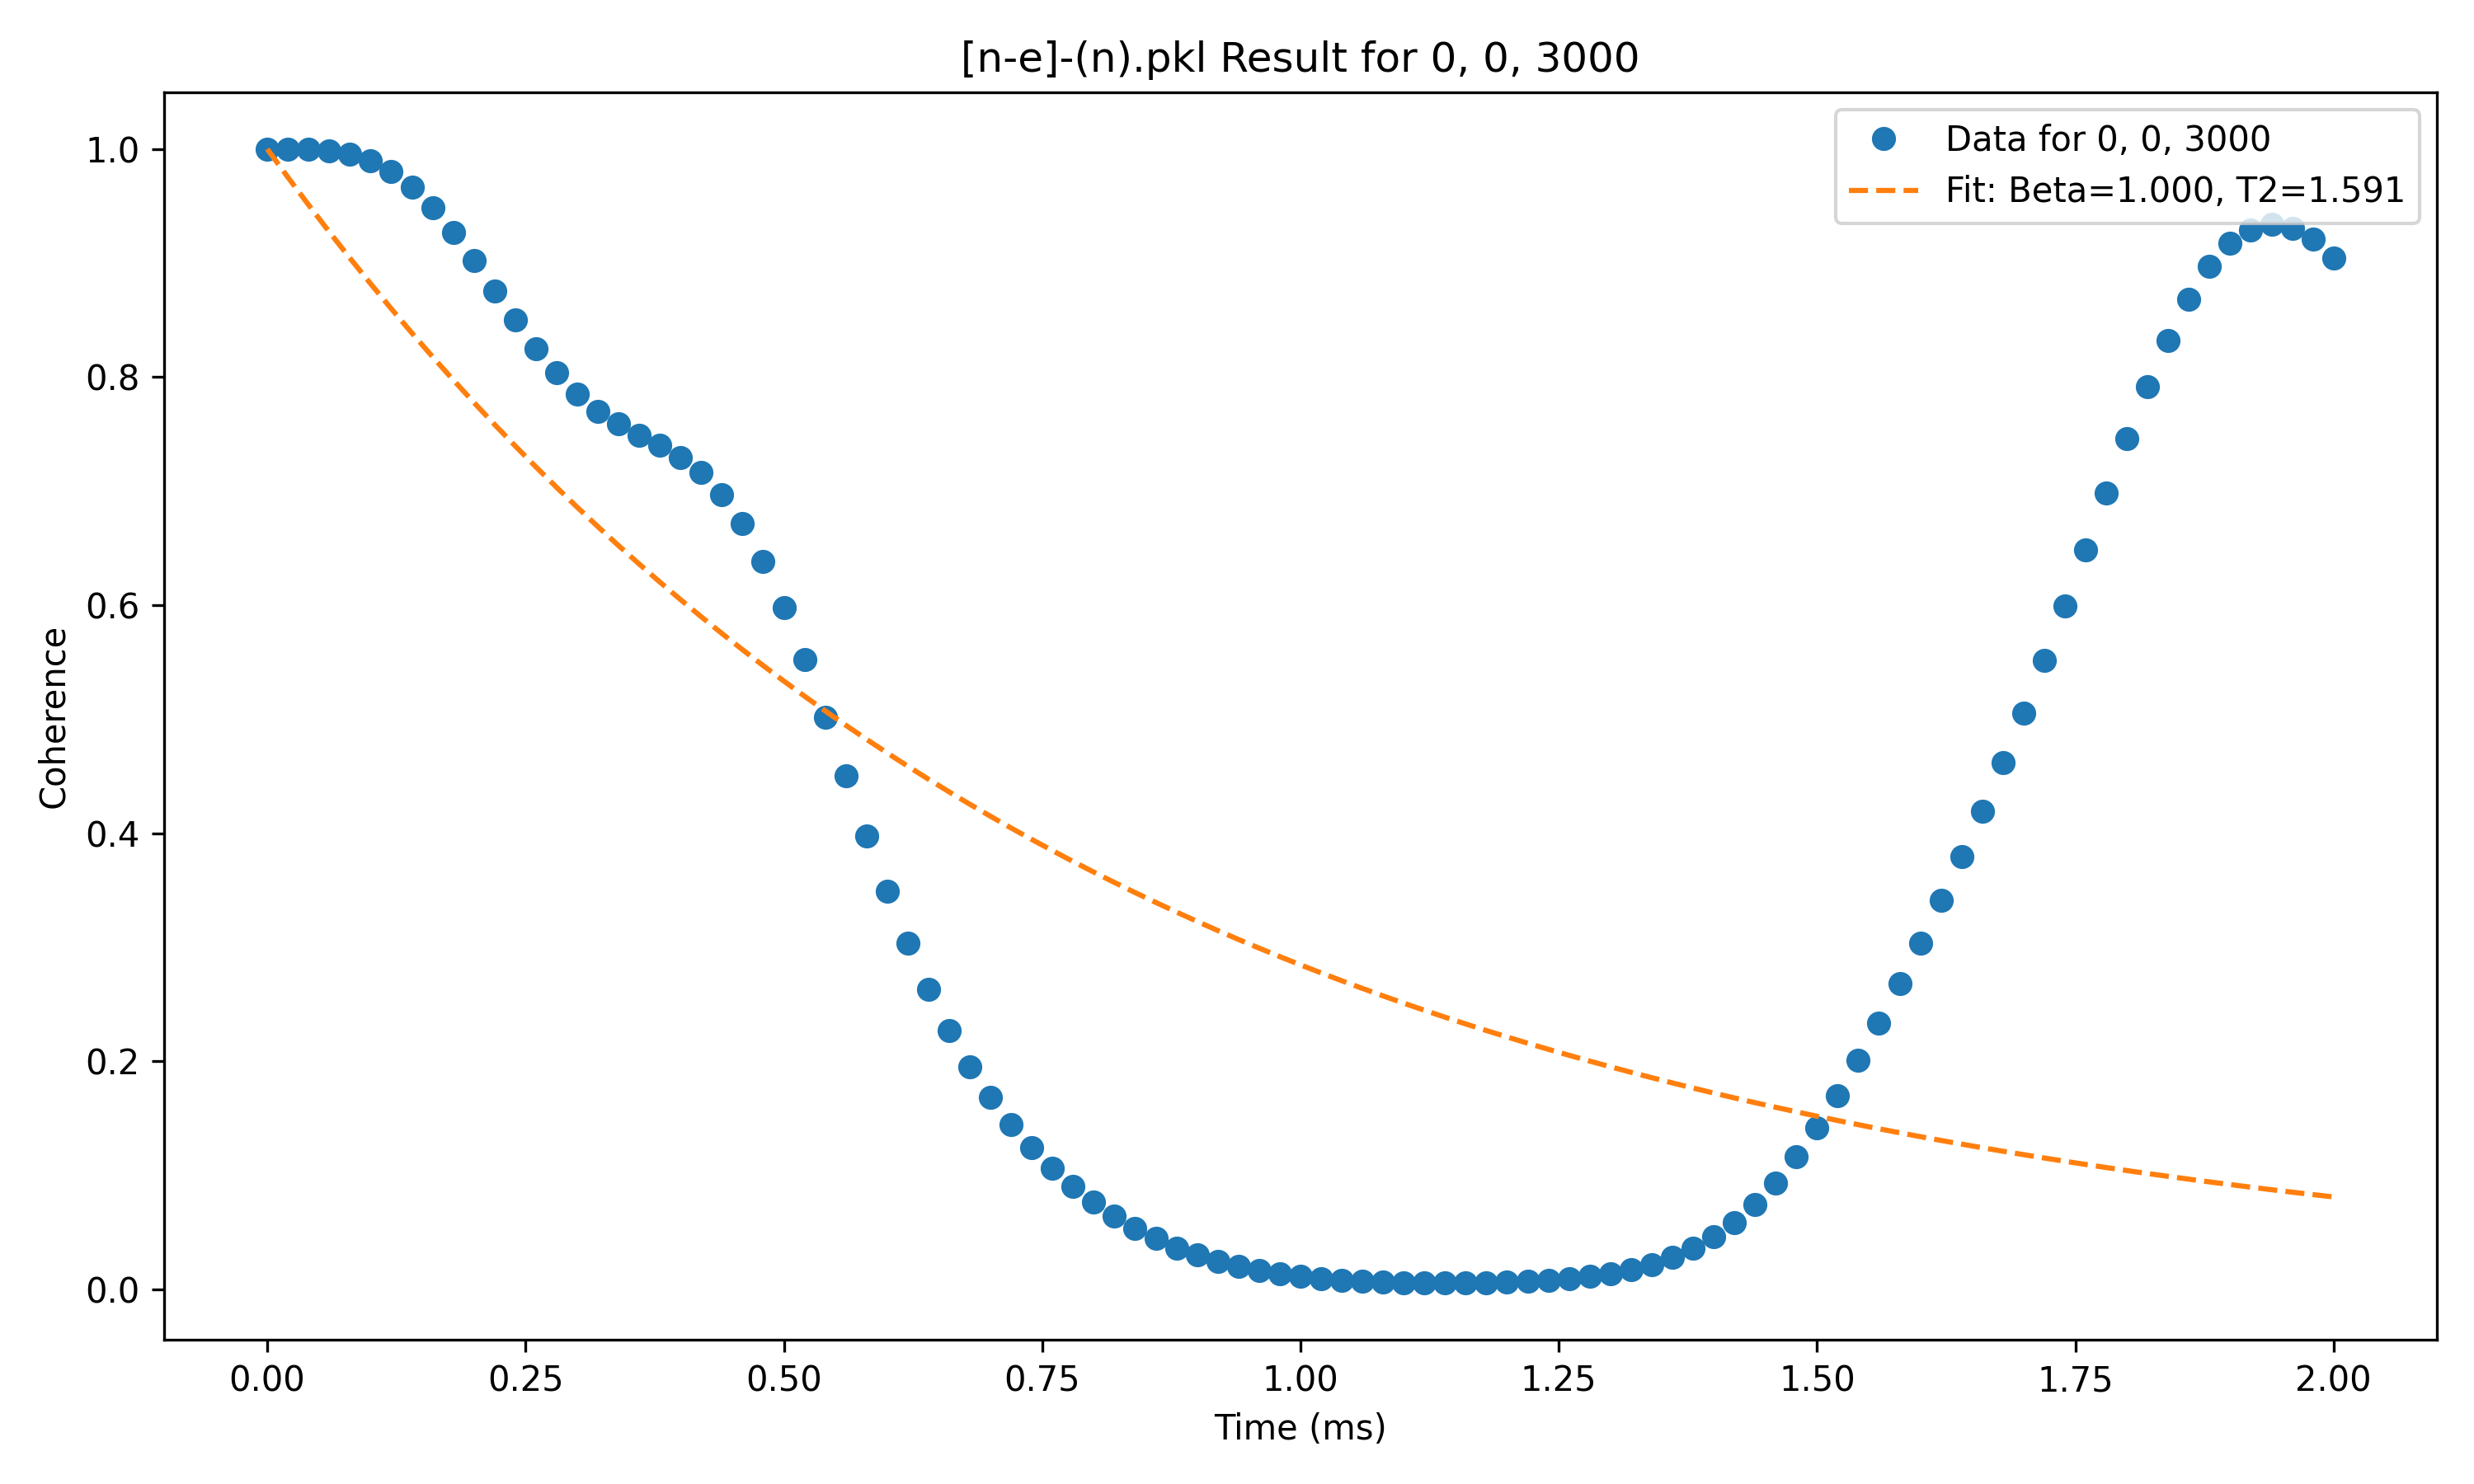 [n-e]-(n).pkl Result for 0, 0, 3000
Data for 0, 0, 3000
Fit: Beta=1.000, T2=1.591
1.0
0.8
0.6
0.4
0.2
0.0
Coherence
0.00 0.25 0.50 0.75 1.00 1.25 1.50 1.75 2.00
Time (ms)